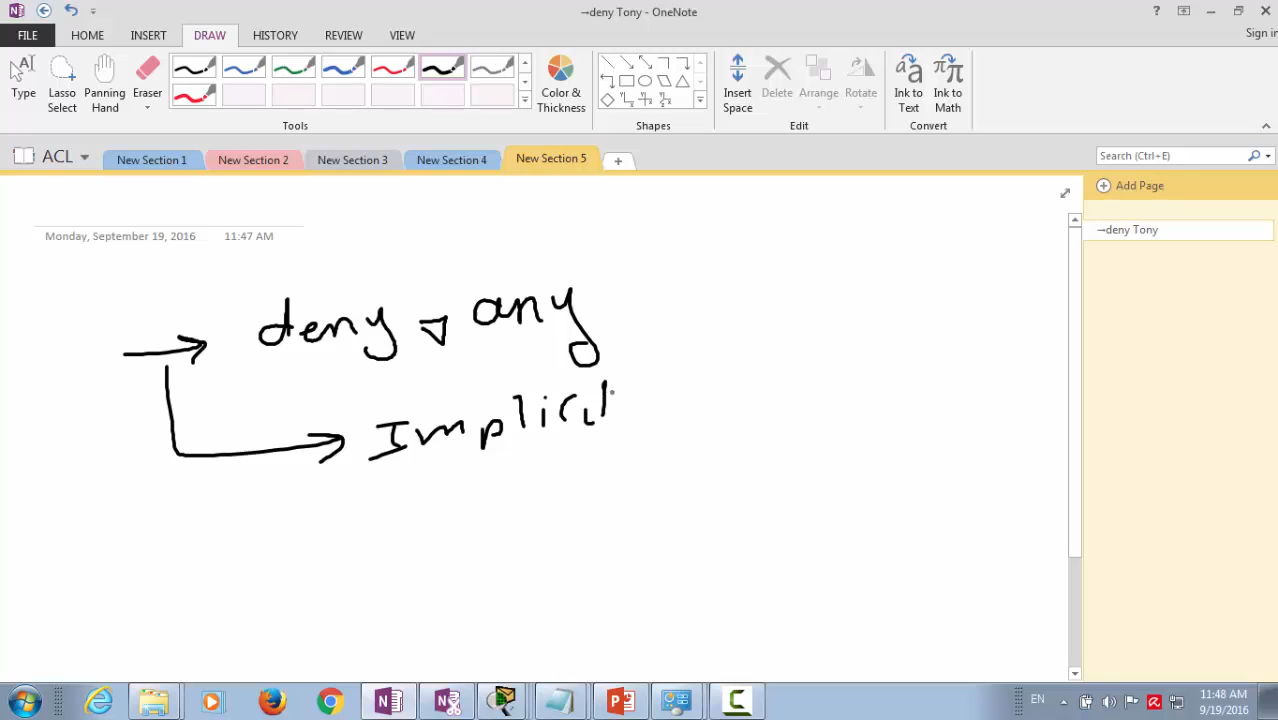 →deny Tony - OneNote
?
Sign in
FILE HOME INSERT DRAW HISTORY REVIEW VIEW
Type
Lasso Select
Panning Hand
Eraser
Color & Thickness
Insert Space
Delete
Arrange
Rotate
Ink to Text
Ink to Math
Tools
Shapes
Edit
Convert
ACL
New Section 1
New Section 2
New Section 3
New Section 4
New Section 5
Search (Ctrl+E)
Add Page
→deny Tony
Monday, September 19, 2016 11:47 AM
deny any
EN
11:48 AM
9/19/2016